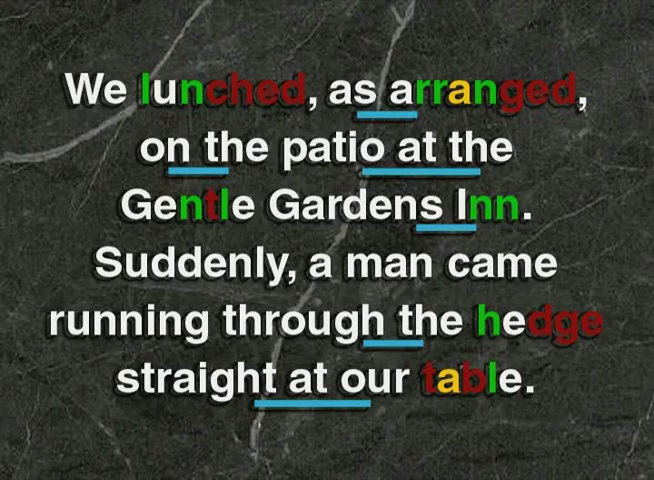 We lunched, as arranged,
on the patio at the
Gentle Gardens Inn.
Suddenly, a man came
running through the hedge
straight at our table.